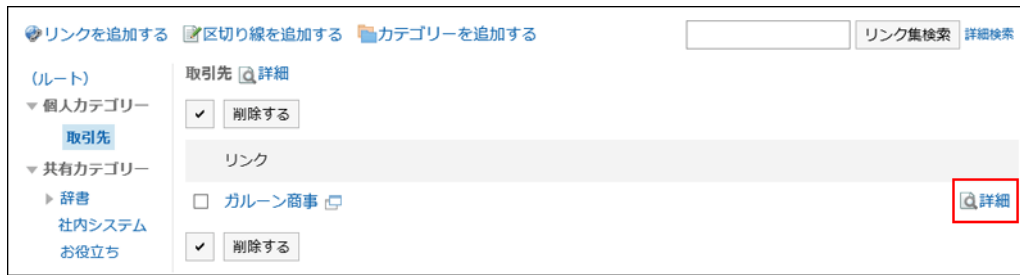 リンクを追加する 区切り線を追加する カテゴリーを追加する リンク集検索 詳細検索
(ルート)
個人カテゴリー
取引先
共有カテゴリー
辞書
社内システム
お役立ち
取引先 詳細
削除する
リンク
ガルーン商事 詳細
削除する